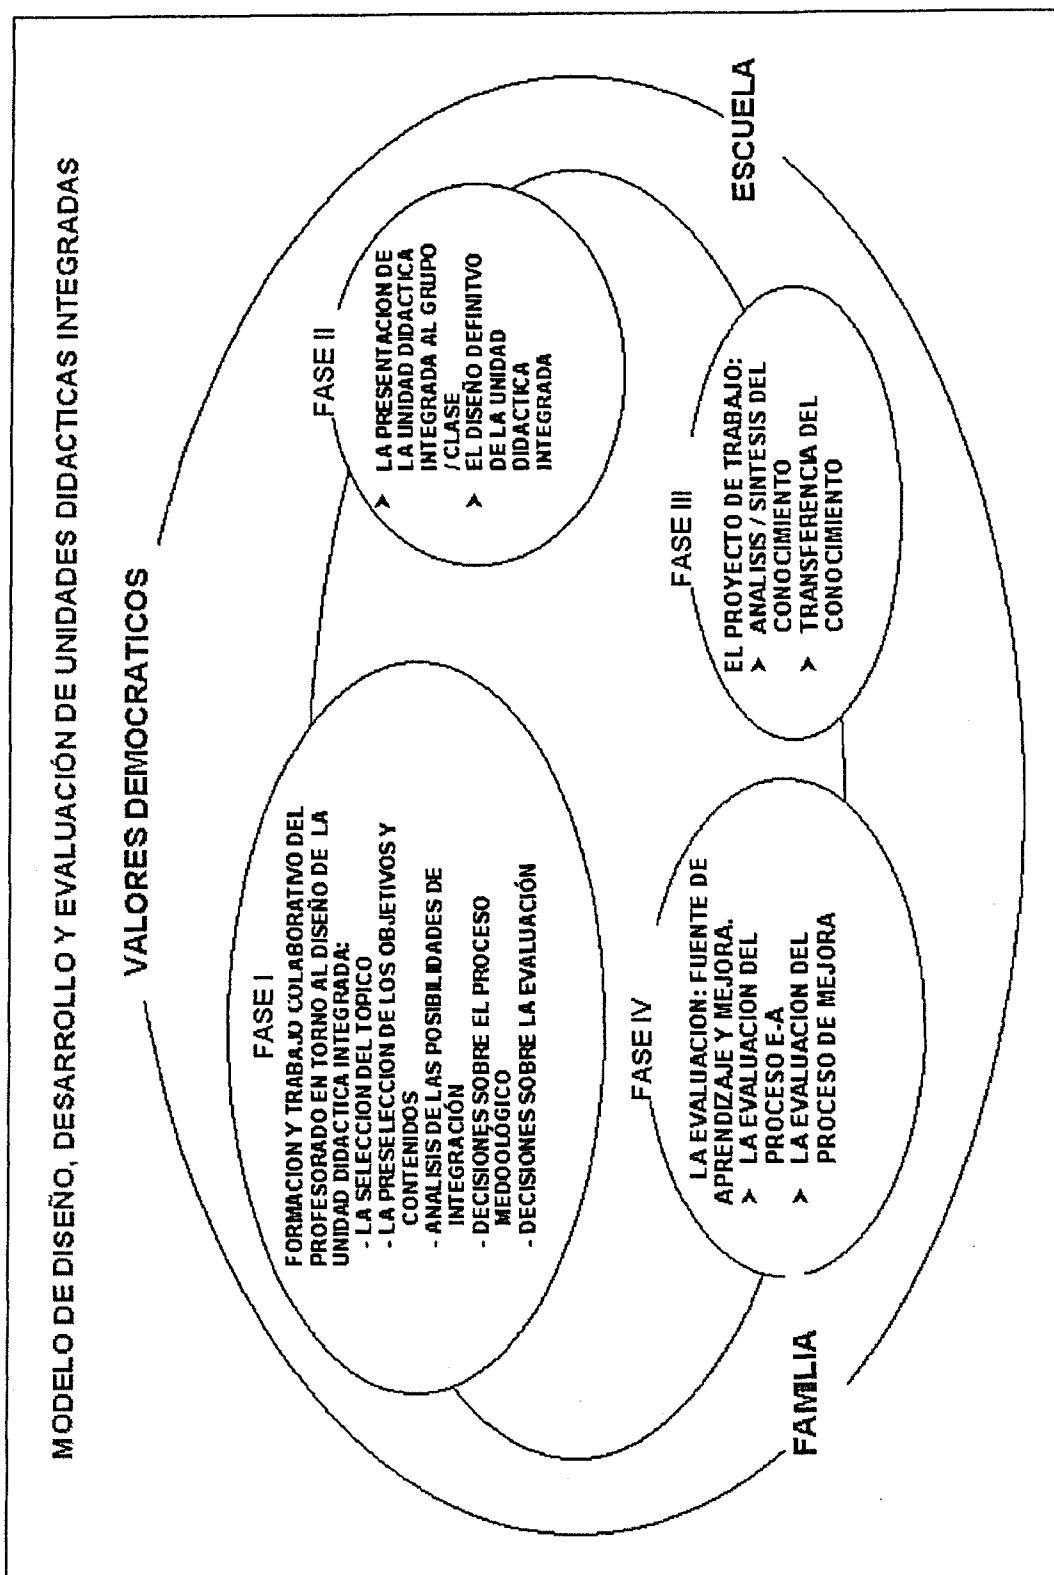 MODELO DE DISEÑO, DESARROLLO Y EVALUACIÓN DE UNIDADES DIDACTICAS INTEGRADAS
VALORES DEMOCRATICOS
FASE I
FORMACION Y TRABAJO COLABORATIVO DEL
PROFESORADO EN TORNO AL DISEÑO DE LA
UNIDAD DIDACTICA INTEGRADA:
- LA SELECCION DEL TOPICO
- LA PRESELECCION DE LOS OBJETIVOS Y
CONTENIDOS
- ANALISIS DE LAS POSIBILIDADES DE
INTEGRACIÓN
- DECISIONES SOBRE EL PROCESO
MEDOOLÓGICO
- DECISIONES SOBRE LA EVALUACIÓN
FASE II
➤ LA PRESENTACION DE
LA UNIDAD DIDACTICA
INTEGRADA AL GRUPO
/ CLASE
➤ EL DISEÑO DEFINITVO
DE LA UNIDAD
DIDACTICA
INTEGRADA
FASE III
EL PROYECTO DE TRABAJO:
➤ ANALISIS / SINTESIS DEL
CONOCIMIENTO
➤ TRANSFERENCIA DEL
CONOCIMIENTO
FASE IV
LA EVALUACION: FUENTE DE
APRENDIZAJE Y MEJORA.
➤ LA EVALUACION DEL
PROCESO E-A
➤ LA EVALUACION DEL
PROCESO DE MEJORA
FAMILIA
ESCUELA